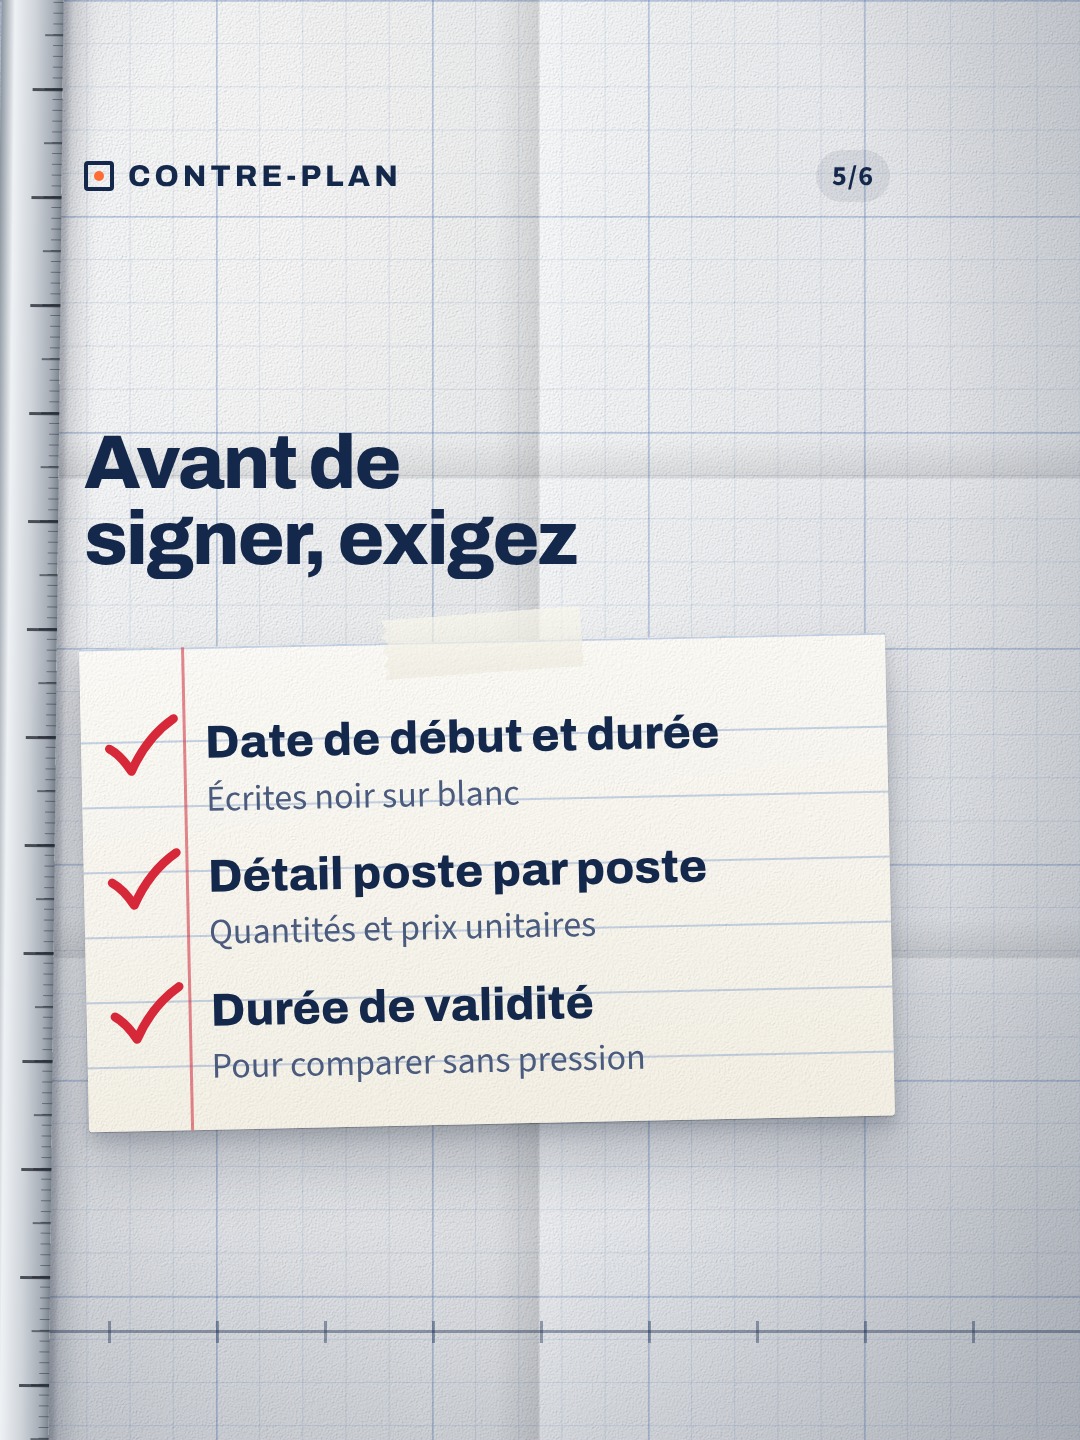 CONTRE-PLAN
5/6
Avant de
signer, exigez
Date de début et durée
Écrites noir sur blanc
Détail poste par poste
Quantités et prix unitaires
Durée de validité
Pour comparer sans pression